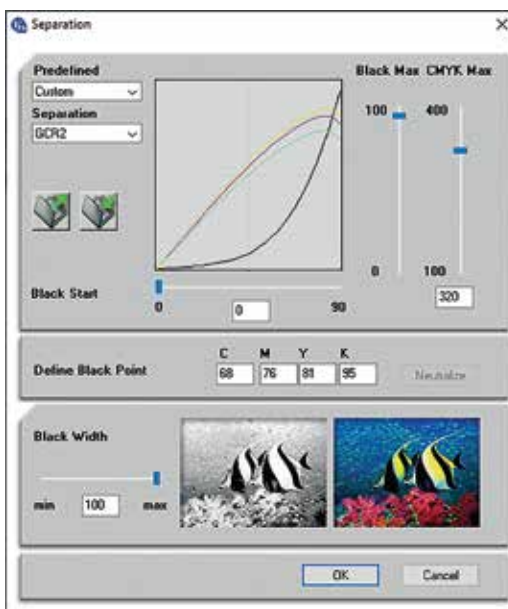 Separation
Predefined
Custom
Separation
GCR2
Black Max CMYK Max
100 400
0 100
320
Black Start
0 0 90
Define Black Point
C M Y K
68 76 81 95
Neutralize
Black Width
min 100 max
OK Cancel